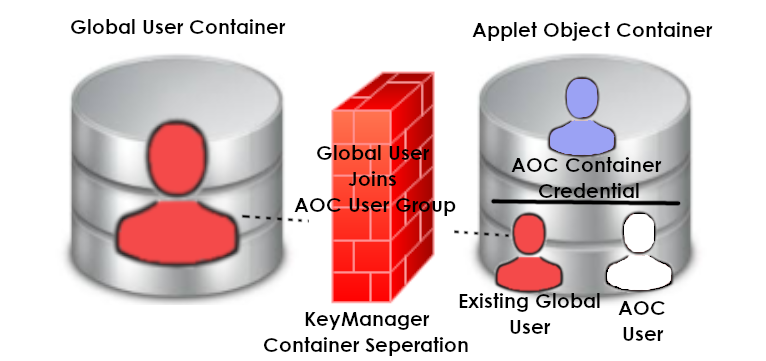 Global User Container
Applet Object Container
Global User
Joins
AOC User Group
AOC Container
Credential
Existing Global
User
AOC
User
KeyManager
Container Seperation